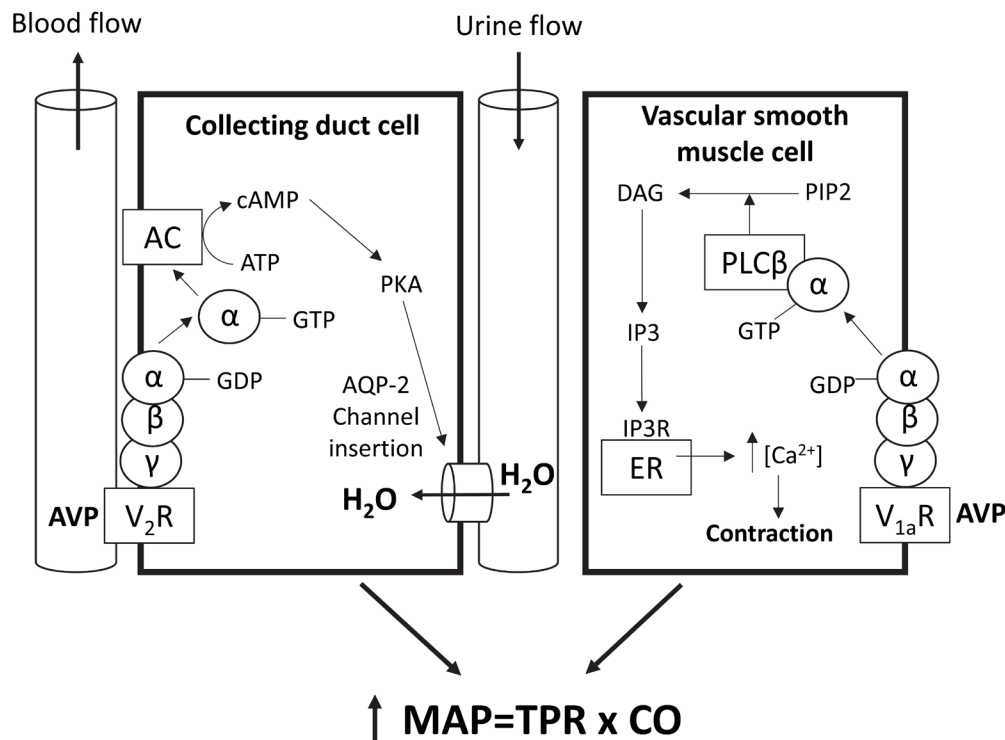 Blood flow
Urine flow
Collecting duct cell
cAMP
AC
ATP
PKA
α
GTP
α
GDP
β
γ
AVP
V₂R
AQP-2
Channel
insertion
H₂O
H₂O
Vascular smooth
muscle cell
DAG
PIP2
PLCβ
α
GTP
IP3
GDP
α
β
γ
IP3R
ER
[Ca²⁺]
Contraction
V₁ₐR
AVP
MAP=TPR x CO